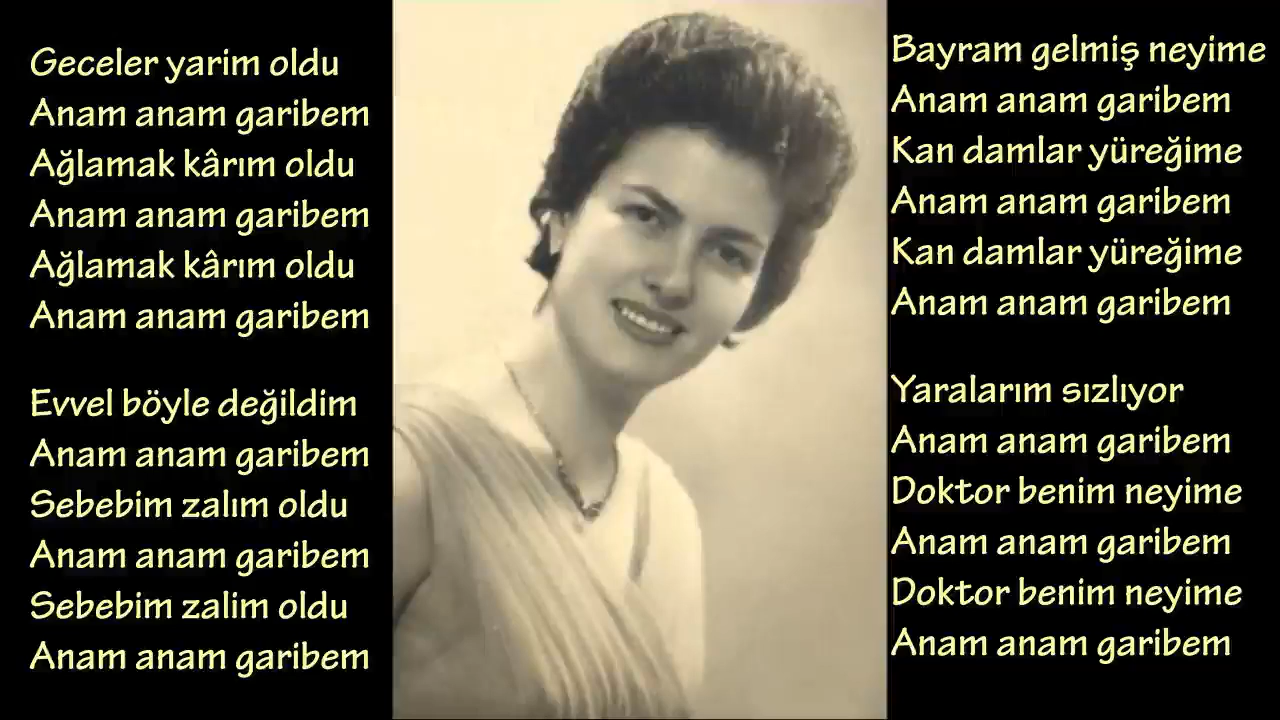 Geceler yarim oldu
Anam anam garibem
Ağlamak kârım oldu
Anam anam garibem
Ağlamak kârım oldu
Anam anam garibem
Evvel böyle değildim
Anam anam garibem
Sebebim zalım oldu
Anam anam garibem
Sebebim zalim oldu
Anam anam garibem
Bayram gelmiş neyime
Anam anam garibem
Kan damlar yüreğime
Anam anam garibem
Kan damlar yüreğime
Anam anam garibem
Yaralarım sızlıyor
Anam anam garibem
Doktor benim neyime
Anam anam garibem
Doktor benim neyime
Anam anam garibem